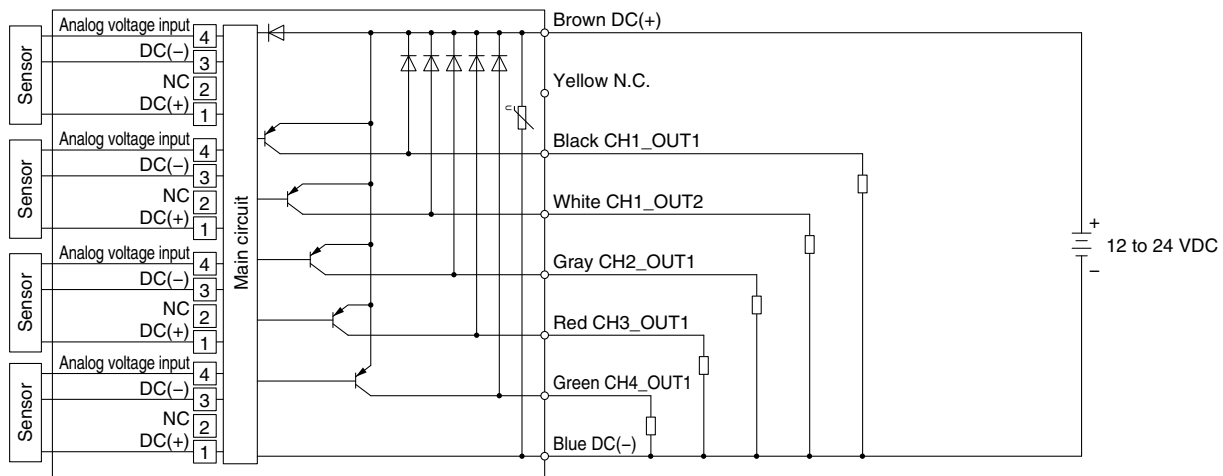 Sensor
Analog voltage input
4
DC(−)
3
NC
2
DC(+)
1
Sensor
Analog voltage input
4
DC(−)
3
NC
2
DC(+)
1
Sensor
Analog voltage input
4
DC(−)
3
NC
2
DC(+)
1
Sensor
Analog voltage input
4
DC(−)
3
NC
2
DC(+)
1
Main circuit
Brown DC(+)
Yellow N.C.
Black CH1_OUT1
White CH1_OUT2
Gray CH2_OUT1
Red CH3_OUT1
Green CH4_OUT1
Blue DC(−)
+
12 to 24 VDC
−